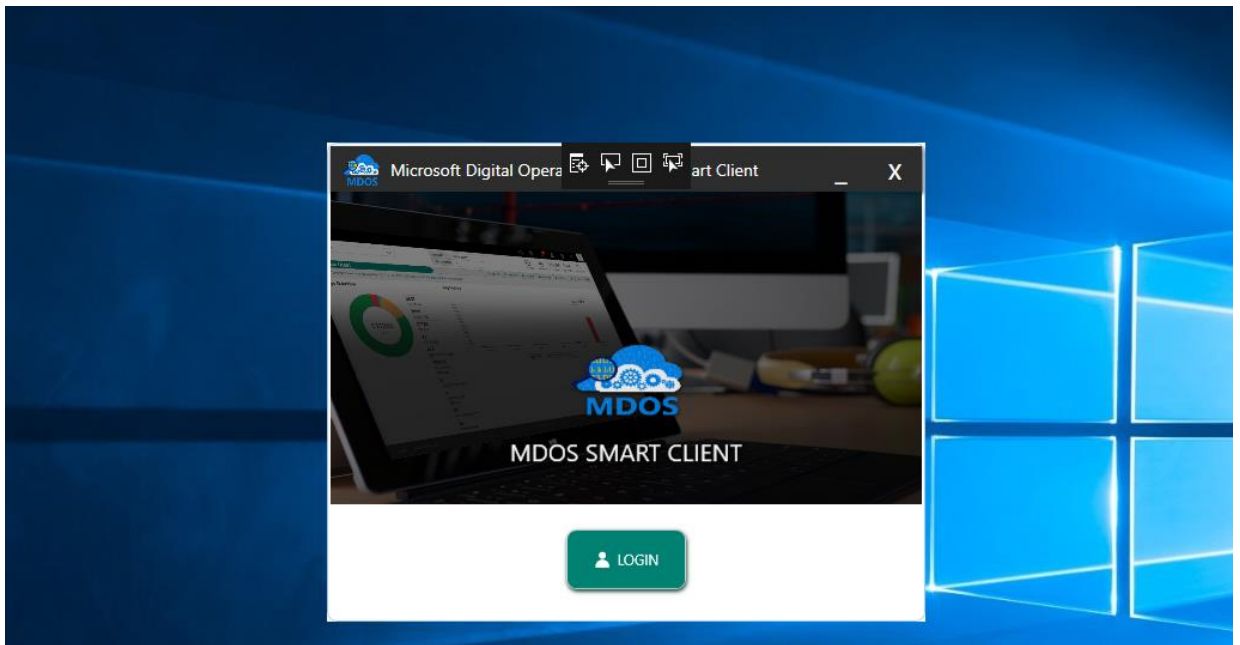 MDOS
Microsoft Digital Opera art Client _ X
MDOS
MDOS SMART CLIENT
LOGIN